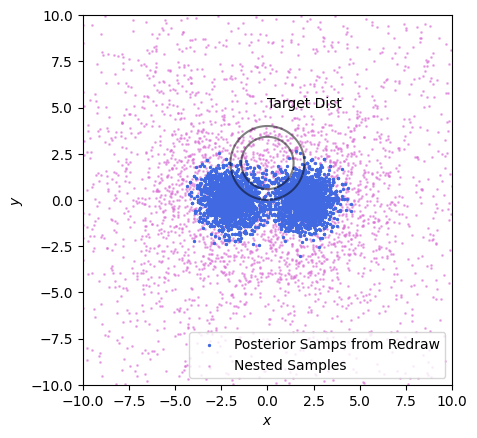 10.0
7.5
5.0
2.5
0.0
−2.5
−5.0
−7.5
−10.0
y
Target Dist
Posterior Samps from Redraw
Nested Samples
−10.0 −7.5 −5.0 −2.5 0.0 2.5 5.0 7.5 10.0
x